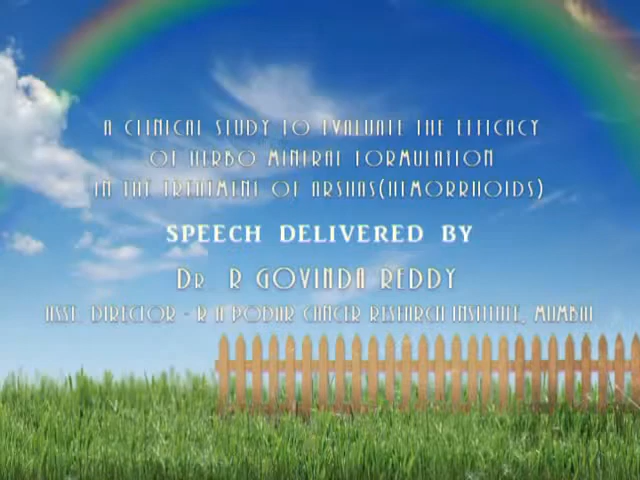 A CLINICAL STUDY TO EVALUATE THE EFFICACY
OF HERBO MINERAL FORMULATION
IN THE TREATMENT OF ARSHAS(HEMORRHOIDS)
SPEECH DELIVERED BY
DR. R GOVINDA REDDY
ASST. DIRECTOR - R A PODAR CANCER RESEARCH INSTITUTE, MUMBAI